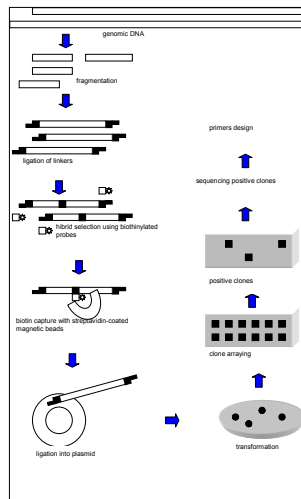 genomic DNA
fragmentation
ligation of linkers
hibrid selection using biothinylated
probes
biotin capture with streptavidin-coated
magnetic beads
ligation into plasmid
transformation
clone arraying
positive clones
sequencing positive clones
primers design